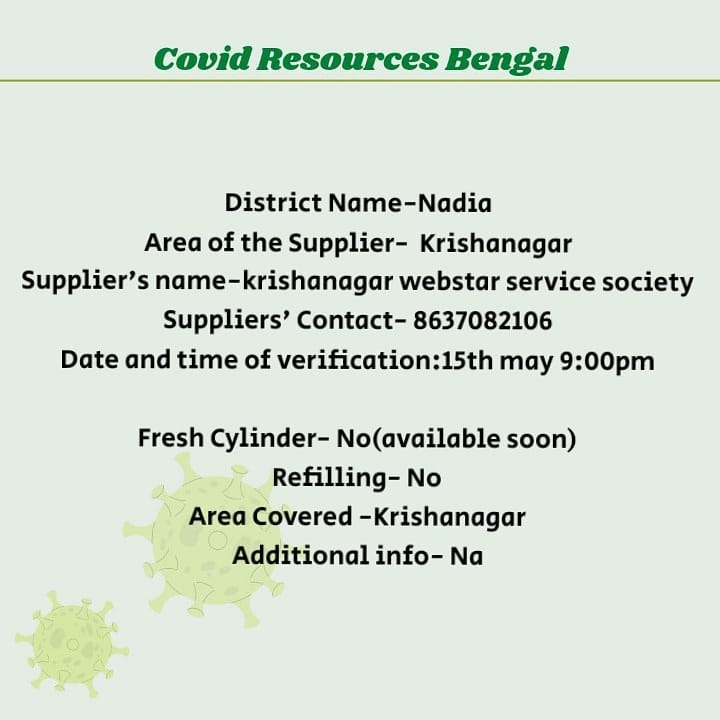 Covid Resources Bengal
District Name-Nadia
Area of the Supplier- Krishanagar
Supplier's name-krishanagar webstar service society
Suppliers' Contact- 8637082106
Date and time of verification:15th may 9:00pm
Fresh Cylinder- No(available soon)
Refilling- No
Area Covered -Krishanagar
Additional info- Na